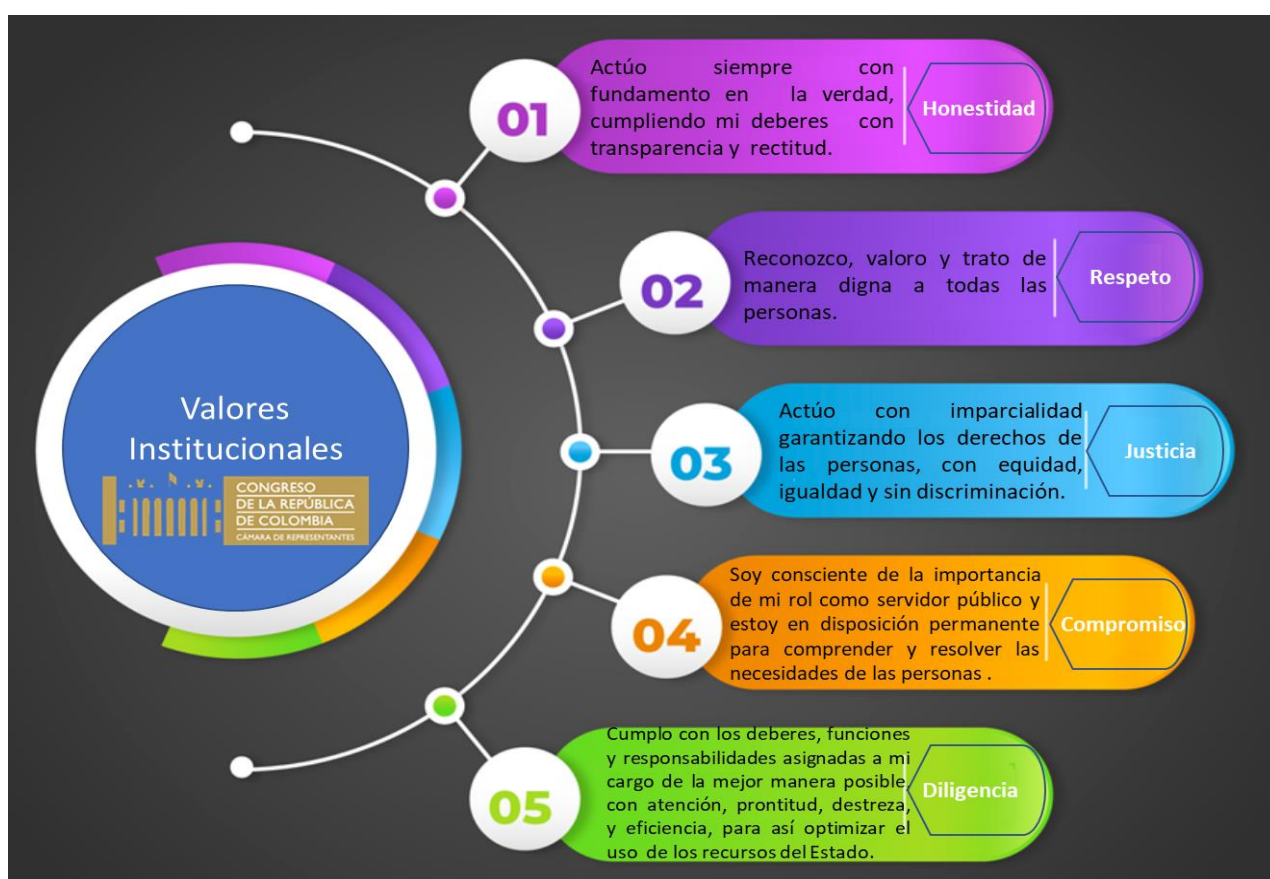 Valores
Institucionales
CONGRESO
DE LA REPÚBLICA
DE COLOMBIA
CÁMARA DE REPRESENTANTES
01
Actúo siempre con
fundamento en la verdad,
cumpliendo mi deberes con
transparencia y rectitud.
Honestidad
02
Reconozco, valoro y trato de
manera digna a todas las
personas.
Respeto
03
Actúo con imparcialidad
garantizando los derechos de
las personas, con equidad,
igualdad y sin discriminación.
Justicia
04
Soy consciente de la importancia
de mi rol como servidor público y
estoy en disposición permanente
para comprender y resolver las
necesidades de las personas .
Compromiso
05
Cumplo con los deberes, funciones
y responsabilidades asignadas a mi
cargo de la mejor manera posible,
con atención, prontitud, destreza,
y eficiencia, para así optimizar el
uso de los recursos del Estado.
Diligencia